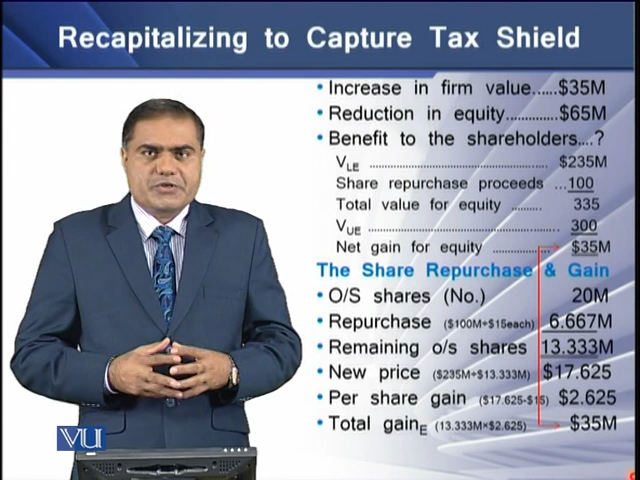 Recapitalizing to Capture Tax Shield
• Increase in firm value......$35M
• Reduction in equity.............$65M
• Benefit to the shareholders....?
VLE ................................................ $235M
Share repurchase proceeds ...100
Total value for equity ......... 335
VUE ................................................ 300
Net gain for equity ................. $35M
The Share Repurchase & Gain
• O/S shares (No.) 20M
• Repurchase ($100M÷$15each) 6.667M
• Remaining o/s shares 13.333M
• New price ($235M÷$13.333M) $17.625
• Per share gain ($17.625-$15) $2.625
• Total gainE (13.333M×$2.625) $35M
VU